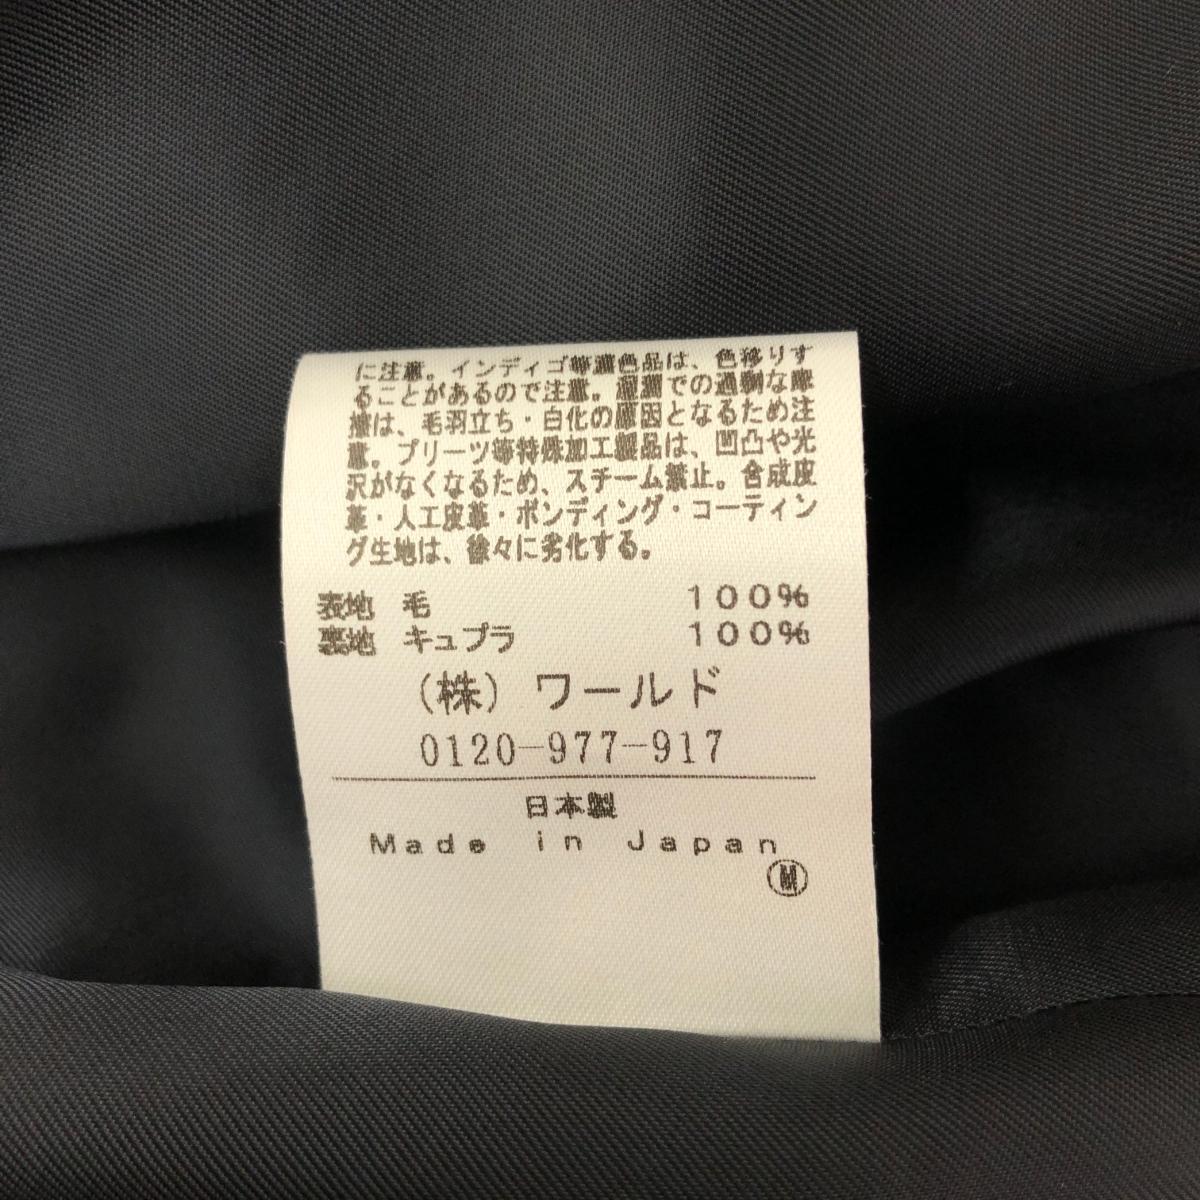 に注意。インディゴ等濃色品は、色移りす
ることがあるので注意。湿潤での過剰な摩
擦は、毛羽立ち・白化の原因となるため注
意。プリーツ等特殊加工製品は、凹凸や光
沢がなくなるため、スチーム禁止。合成皮
革・人工皮革・ボンディング・コーティン
グ生地は、徐々に劣化する。
表地 毛 100%
裏地 キュプラ 100%
(株) ワールド
0120-977-917
日本製
Made in Japan
Ⓜ